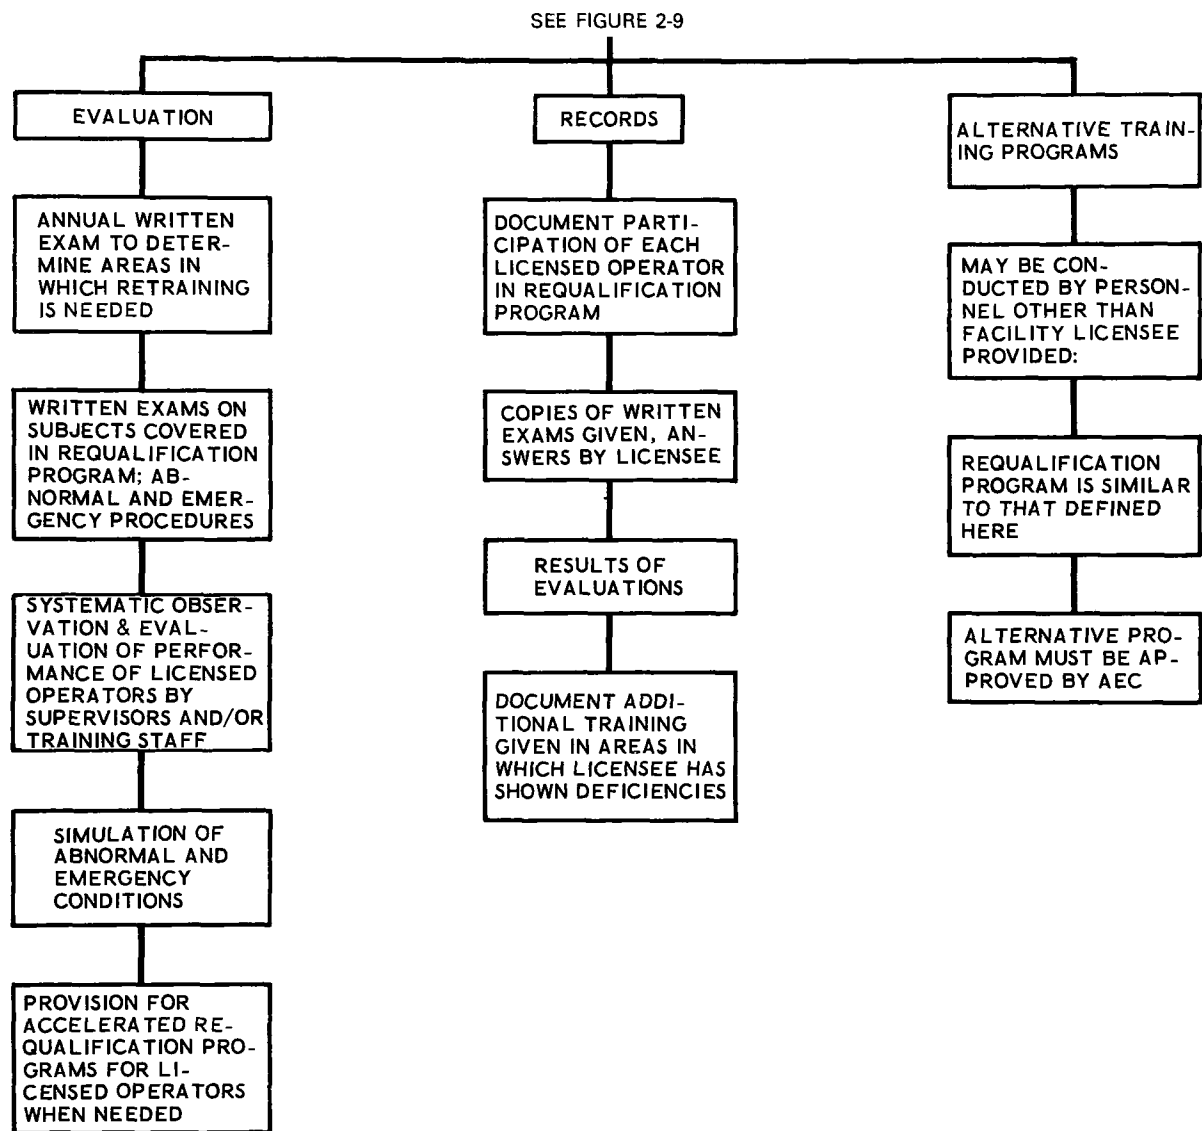 SEE FIGURE 2-9
EVALUATION
ANNUAL WRITTEN
EXAM TO DETER-
MINE AREAS IN
WHICH RETRAINING
IS NEEDED
WRITTEN EXAMS ON
SUBJECTS COVERED
IN REQUALIFICATION
PROGRAM; AB-
NORMAL AND EMER-
GENCY PROCEDURES
SYSTEMATIC OBSER-
VATION & EVAL-
UATION OF PERFOR-
MANCE OF LICENSED
OPERATORS BY
SUPERVISORS AND/OR
TRAINING STAFF
SIMULATION OF
ABNORMAL AND
EMERGENCY
CONDITIONS
PROVISION FOR
ACCELERATED RE-
QUALIFICATION PRO-
GRAMS FOR LI-
CENSED OPERATORS
WHEN NEEDED
RECORDS
DOCUMENT PARTI-
CIPATION OF EACH
LICENSED OPERATOR
IN REQUALIFICATION
PROGRAM
COPIES OF WRITTEN
EXAMS GIVEN, AN-
SWERS BY LICENSEE
RESULTS OF
EVALUATIONS
DOCUMENT ADDI-
TIONAL TRAINING
GIVEN IN AREAS IN
WHICH LICENSEE HAS
SHOWN DEFICIENCIES
ALTERNATIVE TRAIN-
ING PROGRAMS
MAY BE CON-
DUCTED BY PERSON-
NEL OTHER THAN
FACILITY LICENSEE
PROVIDED:
REQUALIFICATION
PROGRAM IS SIMILAR
TO THAT DEFINED
HERE
ALTERNATIVE PRO-
GRAM MUST BE AP-
PROVED BY AEC